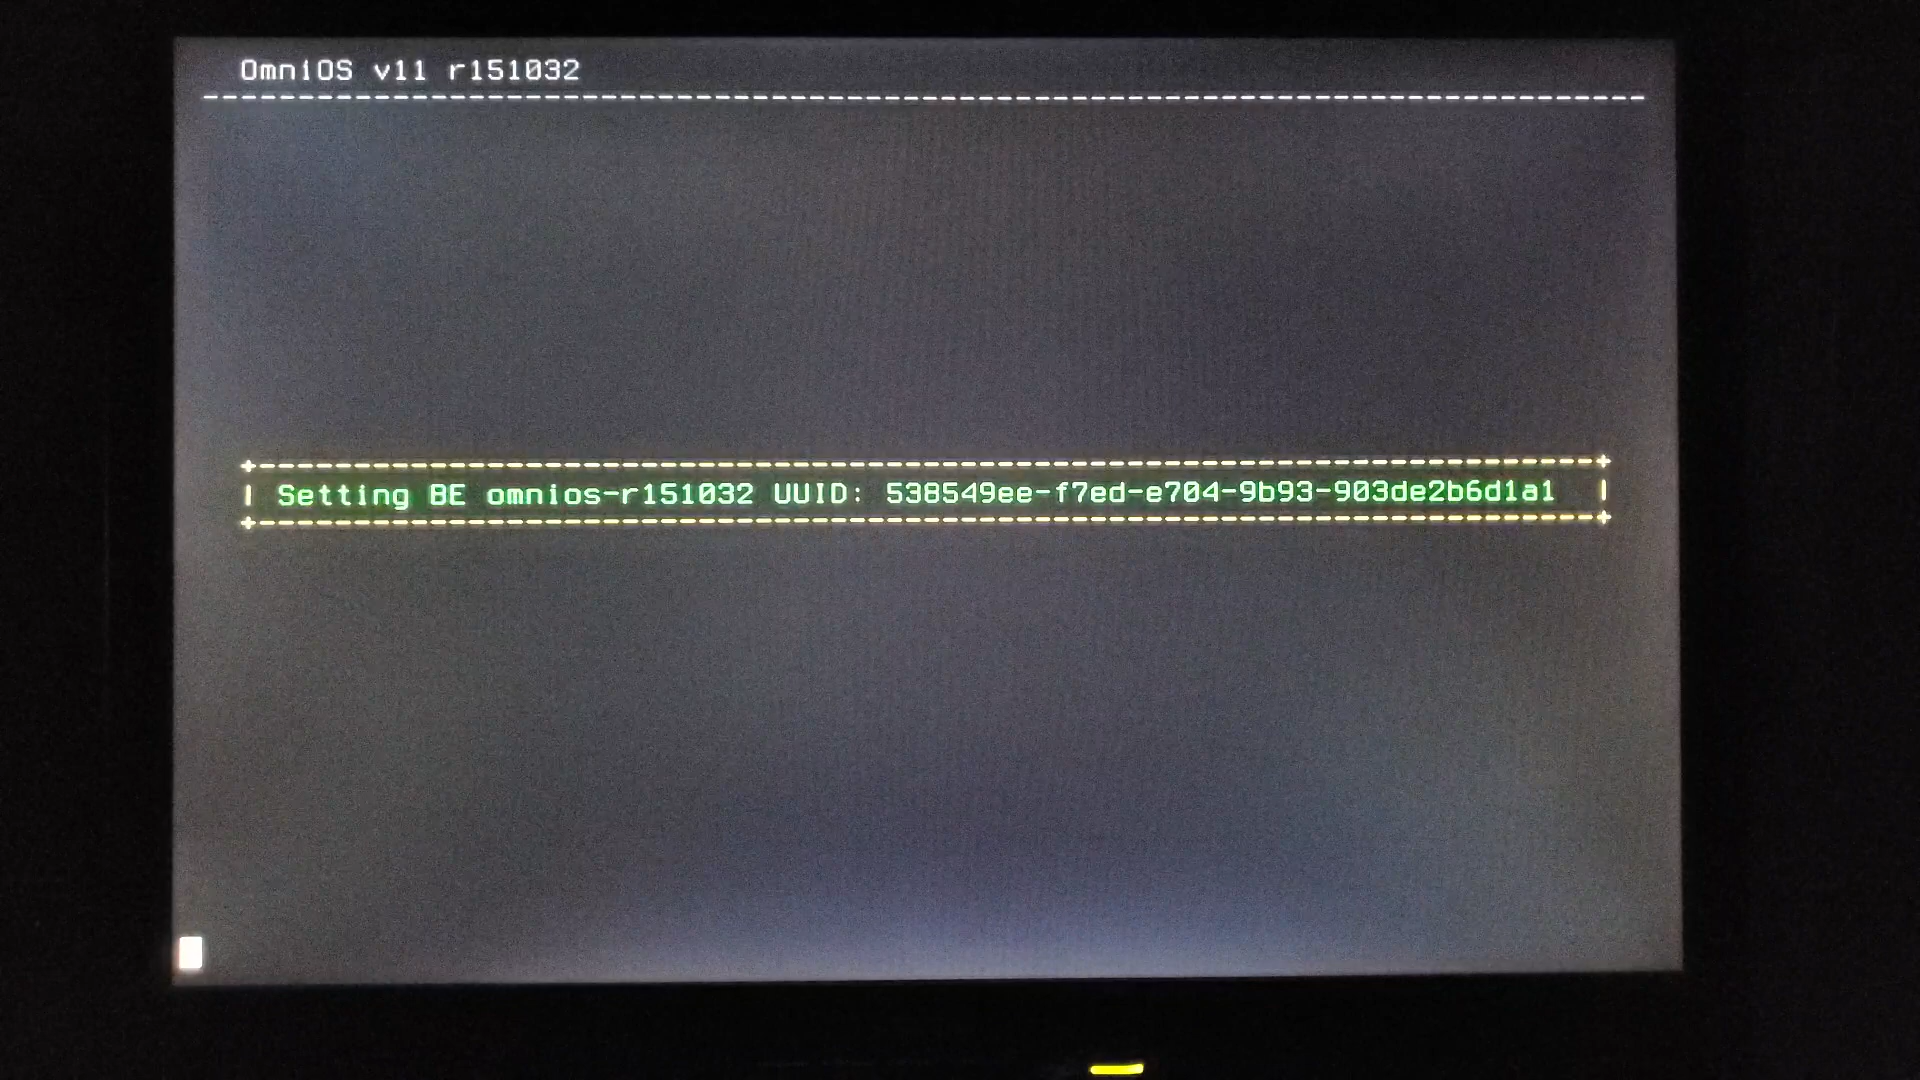 OmniOS v11 r151032
Setting BE omnios-r151032 UUID: 538549ee-f7ed-e704-9b93-903de2b6d1a1